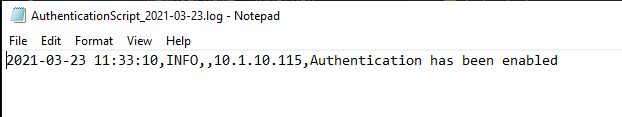 AuthenticationScript_2021-03-23.log - Notepad
File Edit Format View Help
2021-03-23 11:33:10,INFO,,10.1.10.115,Authentication has been enabled